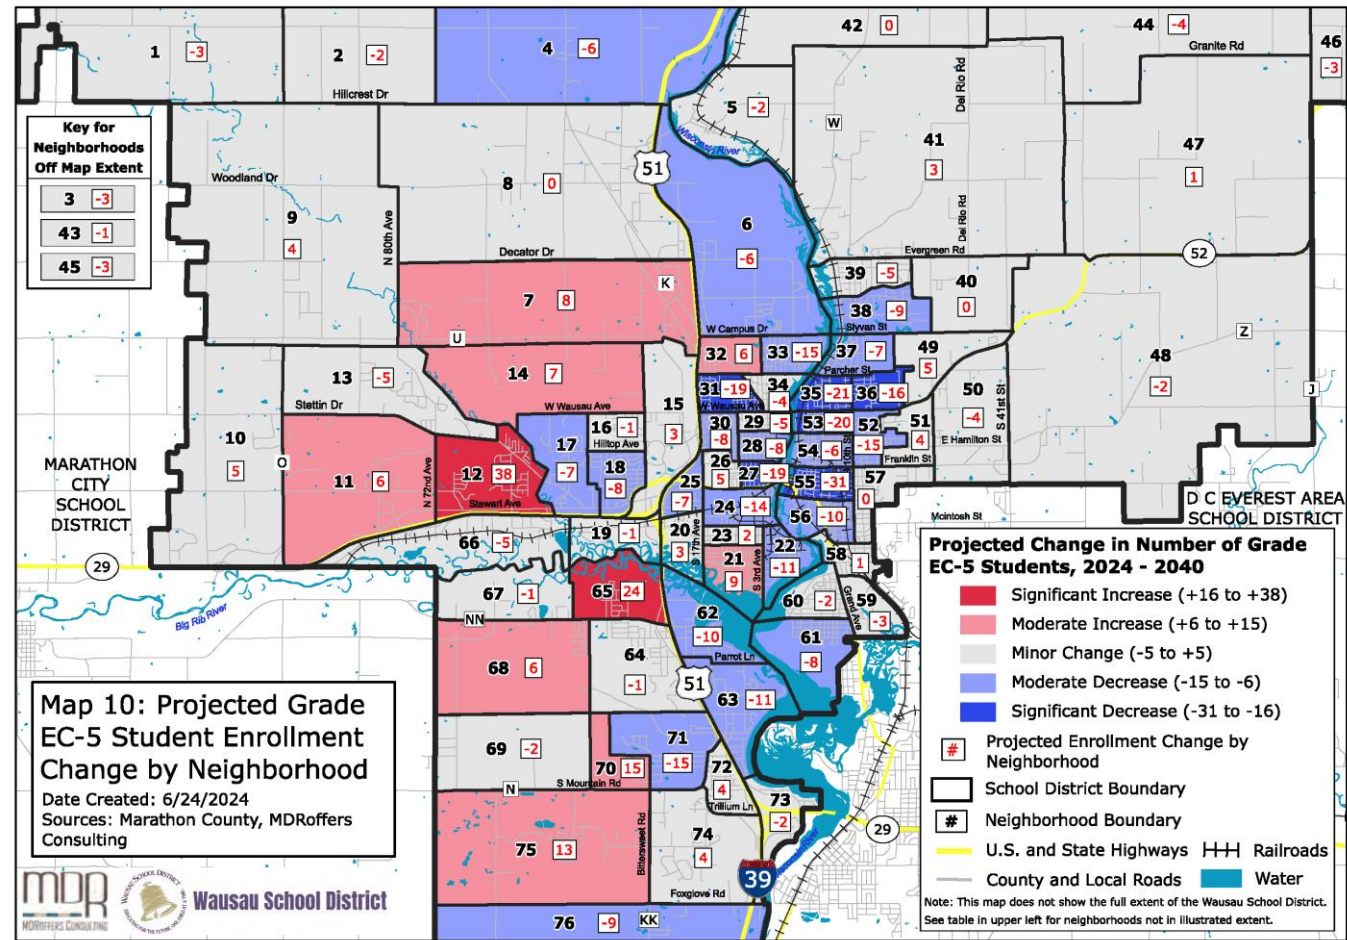 1 -3
2 -2
Hillcrest Dr
4 -6
42 0
44 -4
Granite Rd
46
-3
5 -2
Wisconsin River
W
Del Rio Rd
41
3
47
1
Key for
Neighborhoods
Off Map Extent
3 -3
43 -1
45 -3
Woodland Dr
9
4
N 80th Ave
8 0
51
Decator Dr
6
-6
Del Rio Rd
Evergreen Rd
52
K
7 8
U
W Campus Dr
39 -5
40
0
38 -9
Slyvan St
Z
13 -5
Stettin Dr
14 7
W Wausau Ave
15
3
32 6
33 -15
37 -7
Parcher St
49
5
50
-4
S 41st St
48
-2
J
31 -19
W Wausau Ave
34
-4
35 -21
36 -16
10
5
O
11 6
N 72nd Ave
12 38
Stewart Ave
17
-7
16 -1
Hilltop Ave
18
-8
30
-8
29 -5
28 -8
53 -20
52
-15
51
4
E Hamilton St
Franklin St
54 -6
S 10th St
26
5
27 -19
55 -31
57
0
25
-7
24 -14
56 -10
Mcintosh St
MARATHON
CITY
SCHOOL
DISTRICT
D C EVEREST AREA
SCHOOL DISTRICT
29
66 -5
19 -1
20
3
S 17th Ave
23 2
21
9
S 3rd Ave
22
-11
58
1
Big Rib River
67 -1
NN
65 24
60 -2
Grand Ave
59
-3
62
-10
Parrot Ln
61
-8
68 6
64
-1
51
63 -11
69 -2
70 15
S Mountain Rd
N
71
-15
72
4
Trillium Ln
73
-2
29
Wisconsin River
75 13
Bittersweet Rd
74
4
Foxglove Rd
39
76 -9
KK
Map 10: Projected Grade
EC-5 Student Enrollment
Change by Neighborhood
Date Created: 6/24/2024
Sources: Marathon County, MDRoffers
Consulting
MDR
MDROFFERS CONSULTING
WAUSAU SCHOOL DISTRICT
Wausau School District
Projected Change in Number of Grade
EC-5 Students, 2024 - 2040
Significant Increase (+16 to +38)
Moderate Increase (+6 to +15)
Minor Change (-5 to +5)
Moderate Decrease (-15 to -6)
Significant Decrease (-31 to -16)
# Projected Enrollment Change by
Neighborhood
School District Boundary
# Neighborhood Boundary
U.S. and State Highways
Railroads
County and Local Roads
Water
Note: This map does not show the full extent of the Wausau School District.
See table in upper left for neighborhoods not in illustrated extent.